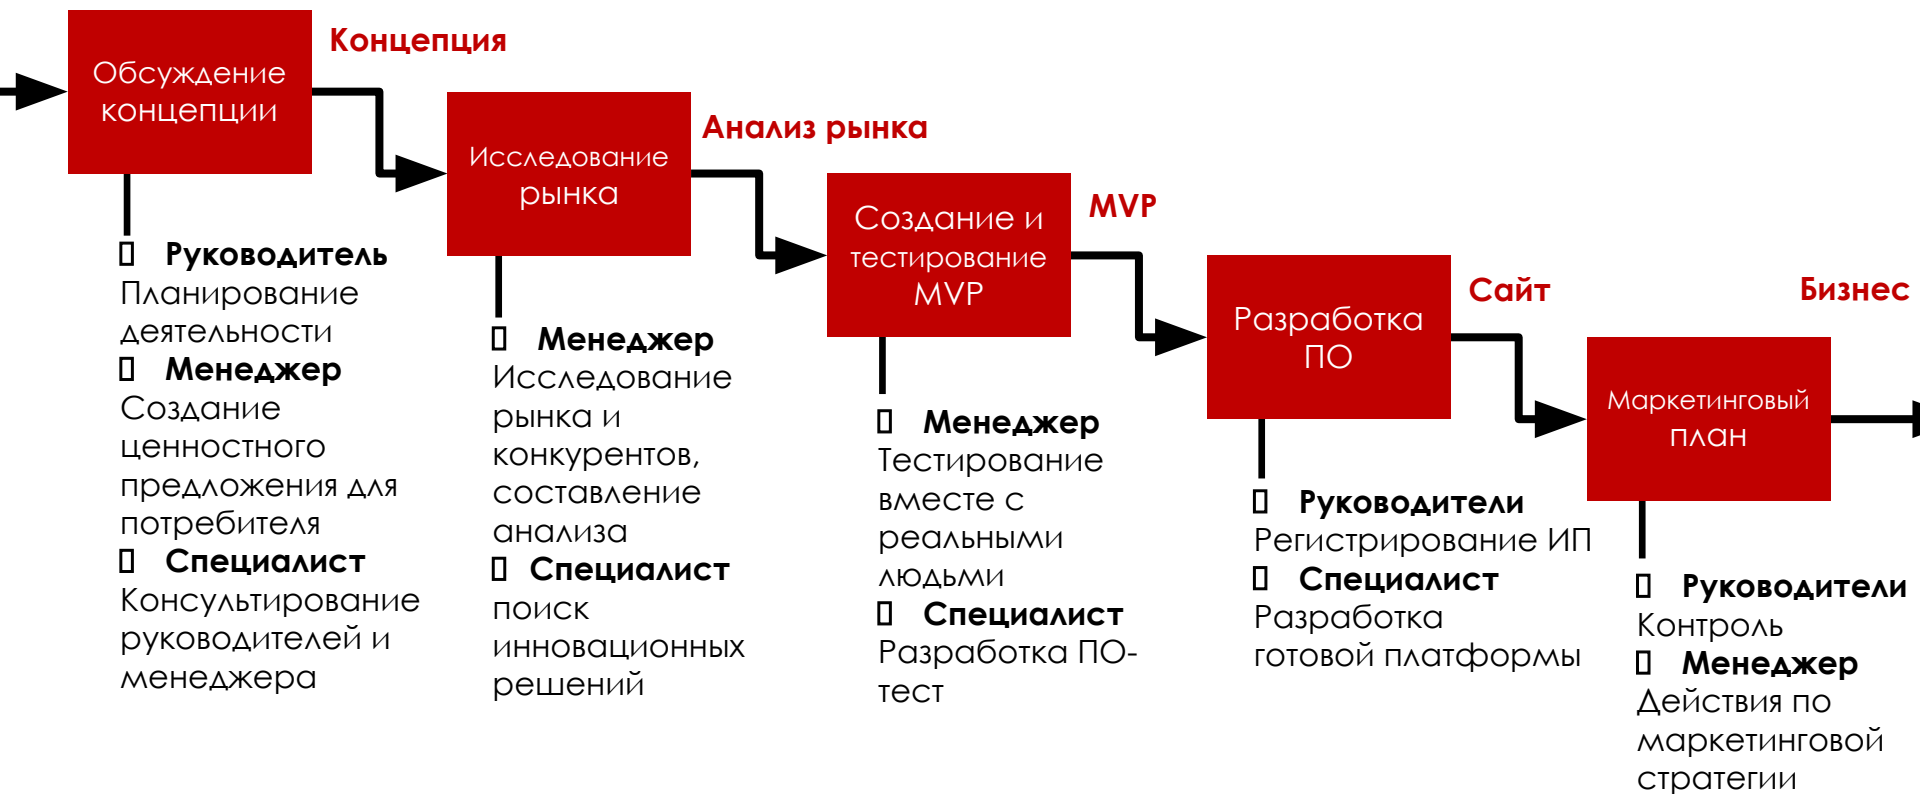 Обсуждение
концепции
Концепция
Руководитель
Планирование
деятельности
Менеджер
Создание
ценностного
предложения для
потребителя
Специалист
Консультирование
руководителей и
менеджера
Исследование
рынка
Анализ рынка
Менеджер
Исследование
рынка и
конкурентов,
составление
анализа
Специалист
поиск
инновационных
решений
Создание и
тестирование
MVP
MVP
Менеджер
Тестирование
вместе с
реальными
людьми
Специалист
Разработка ПО-
тест
Разработка
ПО
Сайт
Руководители
Регистрирование ИП
Специалист
Разработка
готовой платформы
Маркетинговый
план
Бизнес
Руководители
Контроль
Менеджер
Действия по
маркетинговой
стратегии